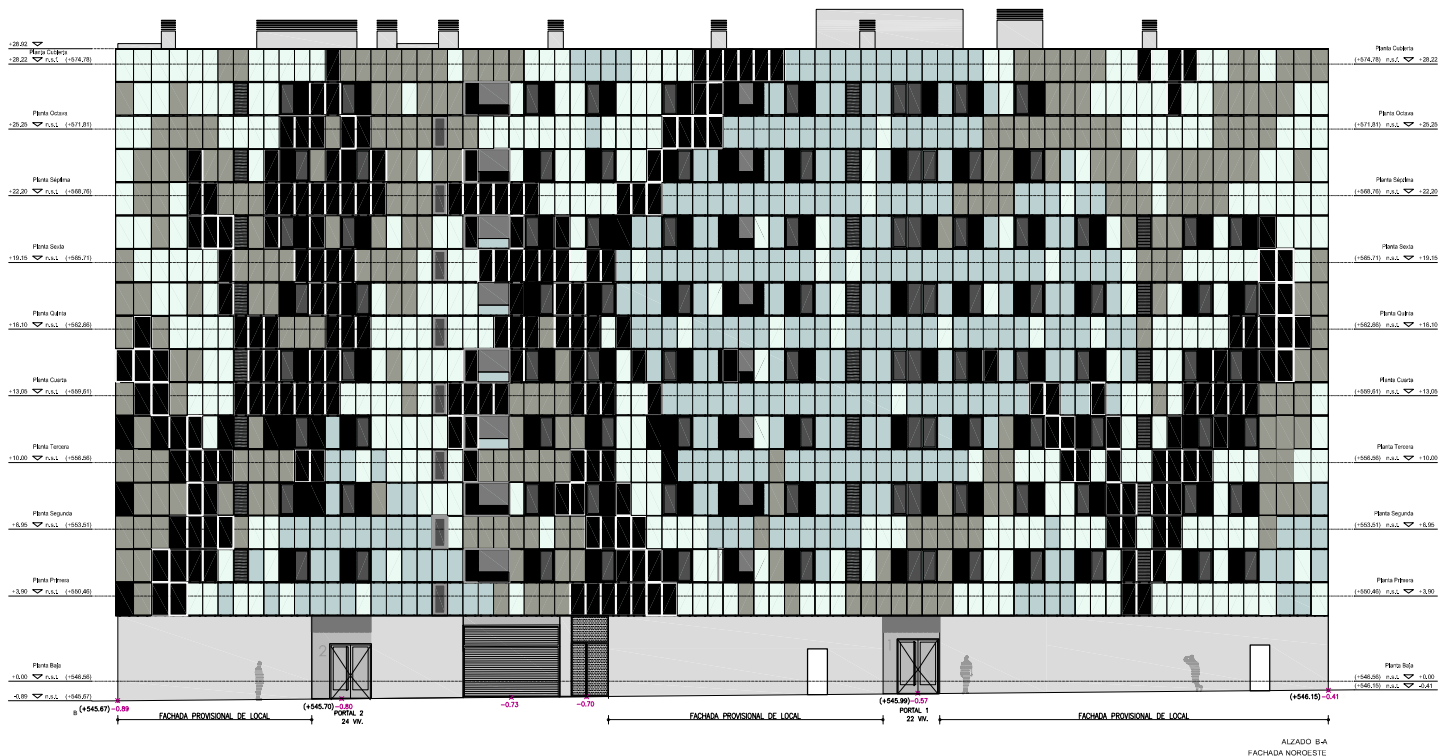 +28.92
Planta Cubierta
+28,22 n.s.t. (+574,78)
Planta Octava
+25,25 n.s.t. (+571,81)
Planta Séptima
+22,20 n.s.t. (+568,76)
Planta Sexta
+19.15 n.s.t. (+565.71)
Planta Quinta
+16,10 n.s.t. (+562,66)
Planta Cuarta
+13,05 n.s.t. (+559,61)
Planta Tercera
+10.00 n.s.t. (+556,56)
Planta Segunda
+6,95 n.s.t. (+553,51)
Planta Primera
+3,90 n.s.t. (+550,46)
Planta Baja
+0.00 n.s.t. (+546,56)
-0,89 n.s.t. (+545,67)
Planta Cubierta
(+574,78) n.s.t. +28,22
Planta Octava
(+571,81) n.s.t. +25,25
Planta Séptima
(+568,76) n.s.t. +22,20
Planta Sexta
(+565,71) n.s.t. +19.15
Planta Quinta
(+562,66) n.s.t. +16.10
Planta Cuarta
(+559,61) n.s.t. +13,05
Planta Tercera
(+556,56) n.s.t. +10,00
Planta Segunda
(+553,51) n.s.t. +6,95
Planta Primera
(+550,46) n.s.t. +3,90
Planta Baja
(+546,56) n.s.t. +0,00
(+546,15) n.s.t. -0,41
2
1
B (+545.67) -0.89
(+545.70) -0.80
-0.73
-0.70
(+545.99) -0.57
(+546.15) -0.41
FACHADA PROVISIONAL DE LOCAL
PORTAL 2
24 VIV.
FACHADA PROVISIONAL DE LOCAL
PORTAL 1
22 VIV.
FACHADA PROVISIONAL DE LOCAL
ALZADO B-A
FACHADA NOROESTE